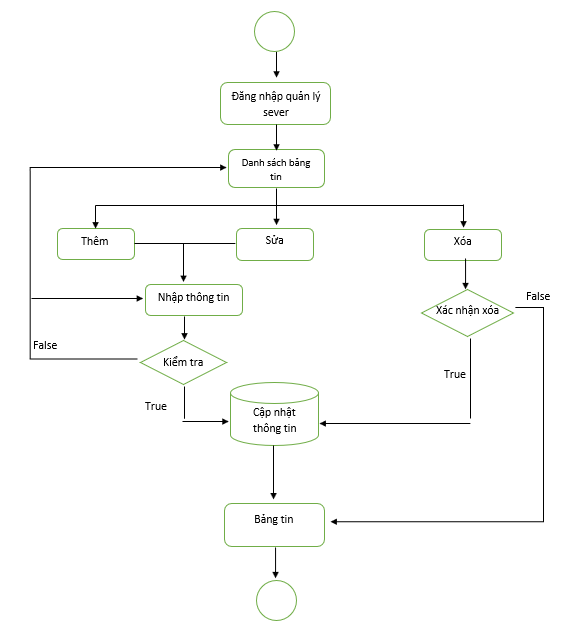 Đăng nhập quản lý
sever
Danh sách bảng
tin
Thêm
Sửa
Xóa
Nhập thông tin
Xác nhận xóa
False
False
Kiểm tra
True
True
Cập nhật
thông tin
Bảng tin